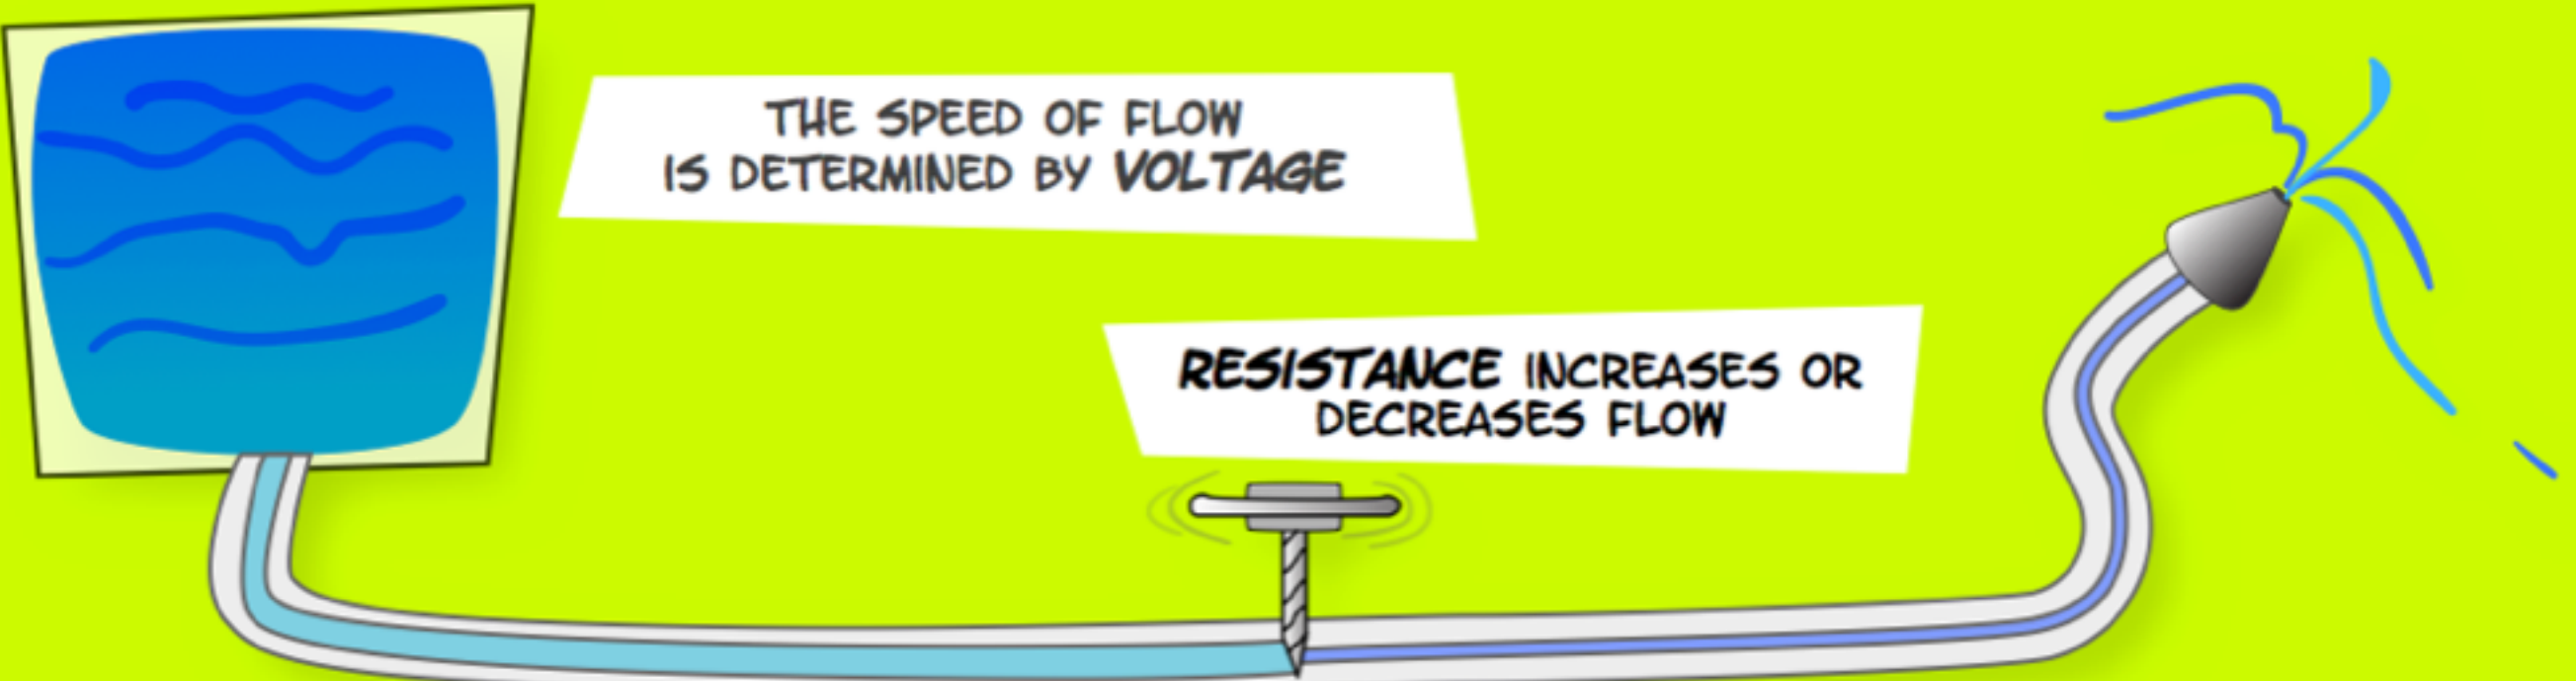 THE SPEED OF FLOW
IS DETERMINED BY VOLTAGE
RESISTANCE INCREASES OR
DECREASES FLOW